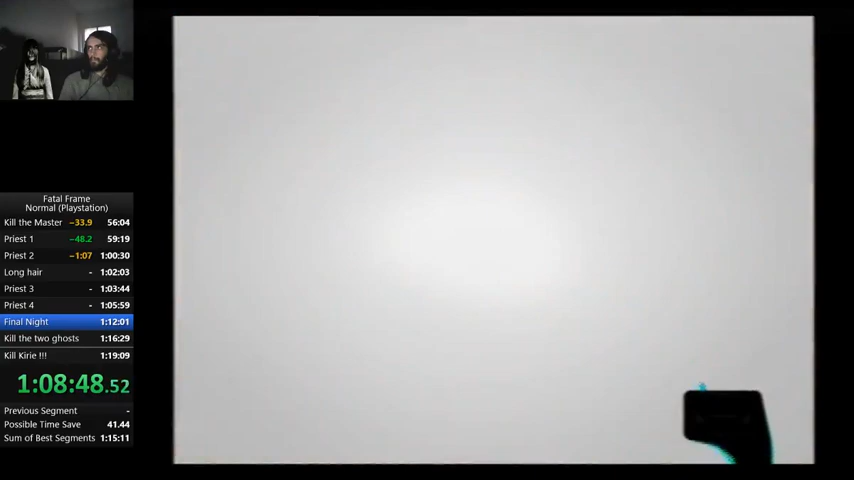 Fatal Frame
Normal (Playstation)
Kill the Master -33.9 56:04
Priest 1 -48.2 59:19
Priest 2 -1:07 1:00:30
Long hair - 1:02:03
Priest 3 - 1:03:44
Priest 4 - 1:05:59
Final Night 1:12:01
Kill the two ghosts 1:16:29
Kill Kirie !!! 1:19:09
1:08:48.52
Previous Segment -
Possible Time Save 41.44
Sum of Best Segments 1:15:11